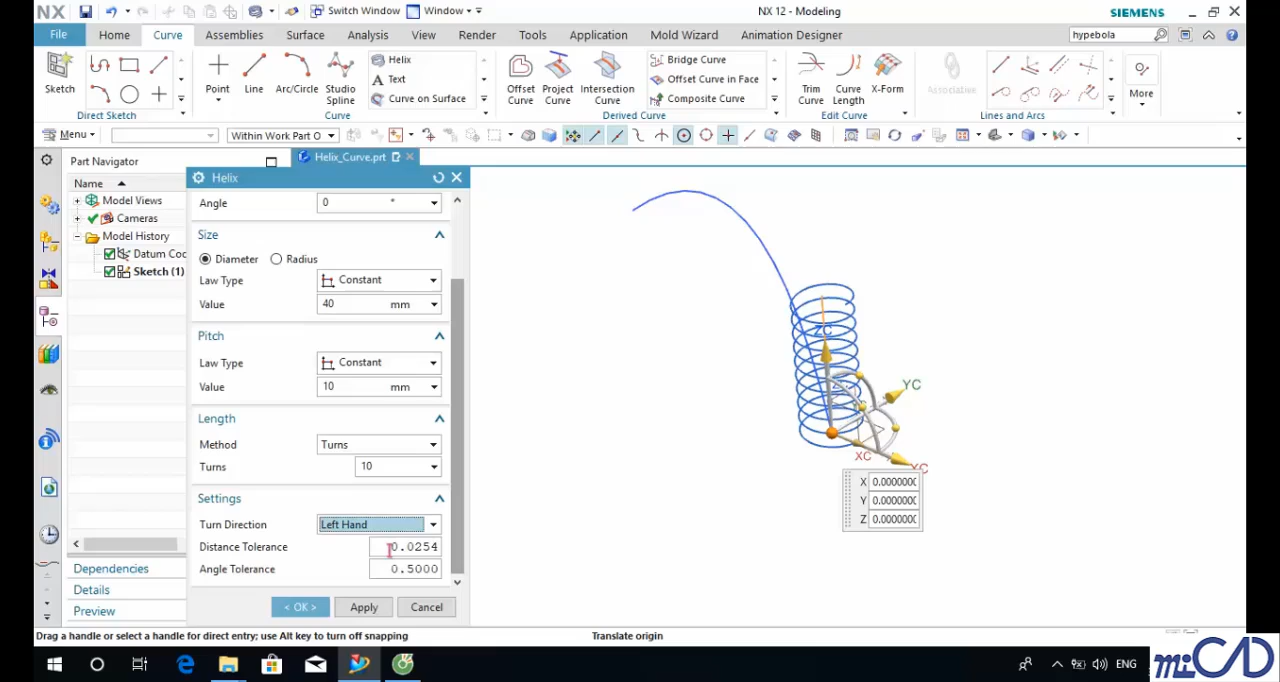 NX
Switch Window
Window
NX 12 - Modeling
SIEMENS
File
Home
Curve
Assemblies
Surface
Analysis
View
Render
Tools
Application
Mold Wizard
Animation Designer
hypebola
Sketch
Direct Sketch
Point
Line
Arc/Circle
Studio Spline
Helix
Text
Curve on Surface
Curve
Offset Curve
Project Curve
Intersection Curve
Bridge Curve
Offset Curve in Face
Composite Curve
Derived Curve
Trim Curve
Curve Length
X-Form
Edit Curve
Associative
Lines and Arcs
More
Menu
Within Work Part O
Part Navigator
Helix_Curve.prt
Name
Model Views
Cameras
Model History
Datum Coo
Sketch (1)
Dependencies
Details
Preview
Helix
Angle 0 °
Size
Diameter Radius
Law Type Constant
Value 40 mm
Pitch
Law Type Constant
Value 10 mm
Length
Method Turns
Turns 10
Settings
Turn Direction Left Hand
Distance Tolerance 0.0254
Angle Tolerance 0.5000
< OK > Apply Cancel
ZC
YC
XC
XC
X 0.0000000
Y 0.0000000
Z 0.0000000
Drag a handle or select a handle for direct entry; use Alt key to turn off snapping
Translate origin
ENG
miCAD